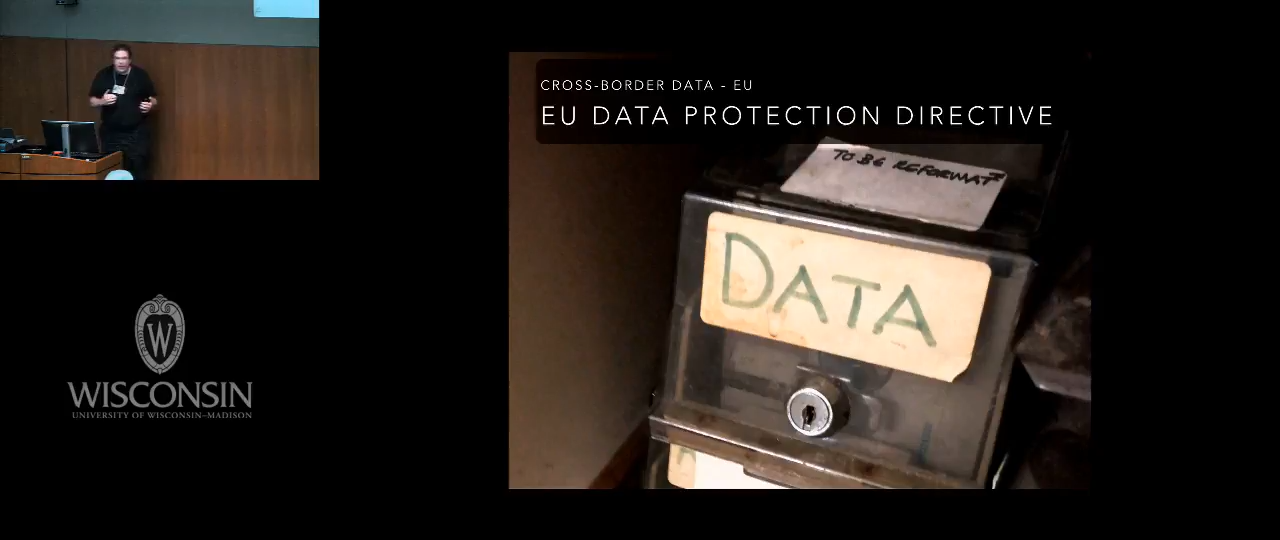 CROSS-BORDER DATA - EU
EU DATA PROTECTION DIRECTIVE
TO BE REFORMAT
DATA
W
WISCONSIN
UNIVERSITY OF WISCONSIN–MADISON